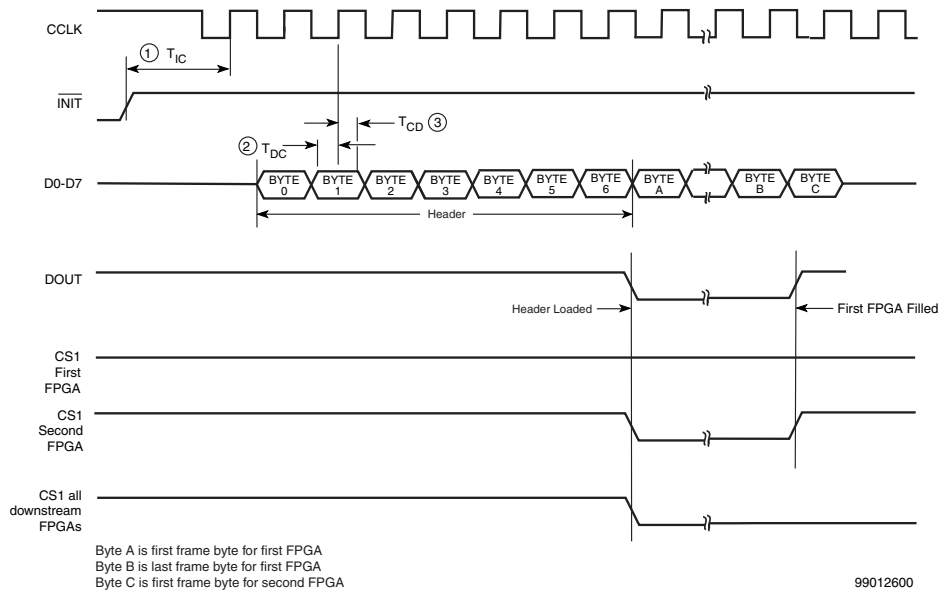 CCLK
① T_IC
INIT
T_CD ③
② T_DC
D0-D7
BYTE 0
BYTE 1
BYTE 2
BYTE 3
BYTE 4
BYTE 5
BYTE 6
BYTE A
BYTE B
BYTE C
Header
DOUT
Header Loaded
First FPGA Filled
CS1
First
FPGA
CS1
Second
FPGA
CS1 all
downstream
FPGAs
Byte A is first frame byte for first FPGA
Byte B is last frame byte for first FPGA
Byte C is first frame byte for second FPGA
99012600